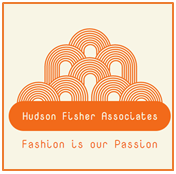 Hudson Fisher Associates
Fashion is our Passion